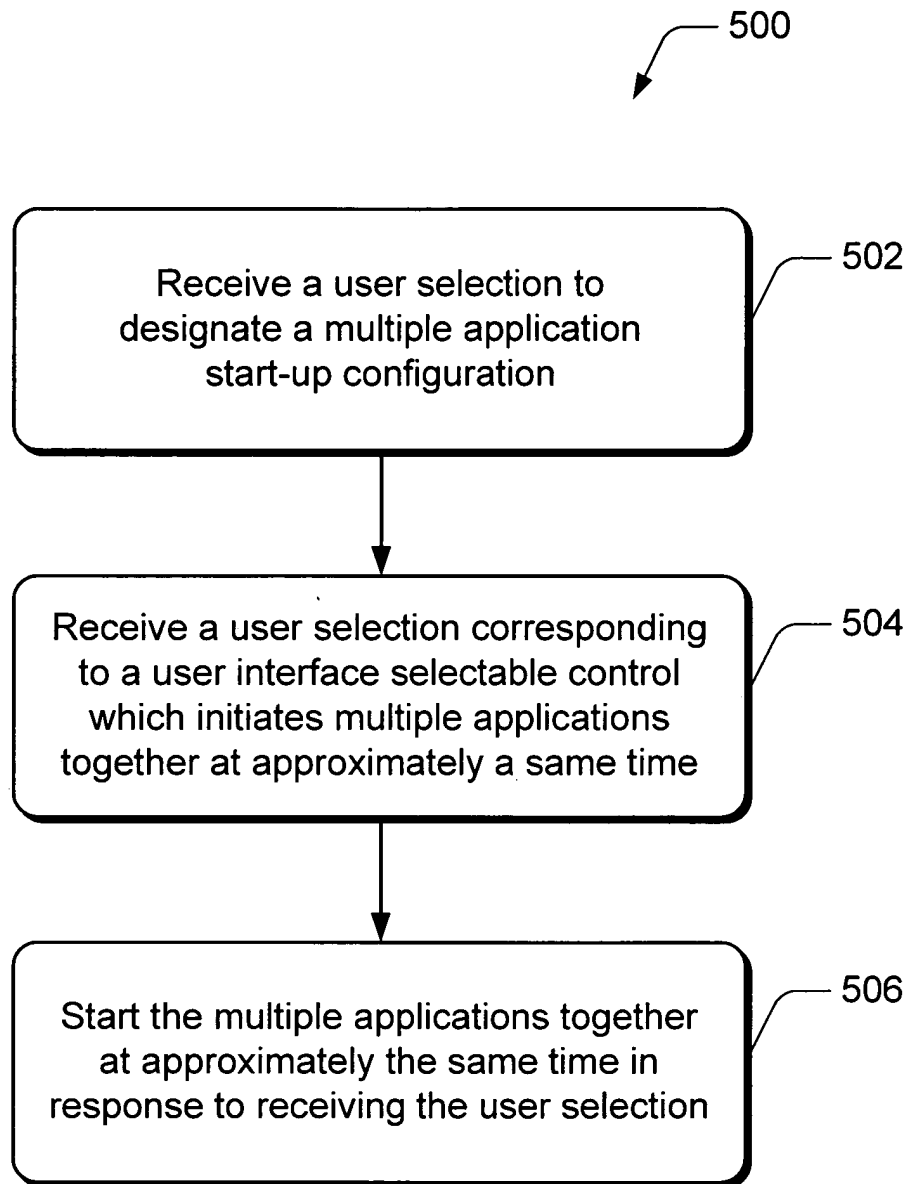 500
502
Receive a user selection to
designate a multiple application
start-up configuration
504
Receive a user selection corresponding
to a user interface selectable control
which initiates multiple applications
together at approximately a same time
506
Start the multiple applications together
at approximately the same time in
response to receiving the user selection